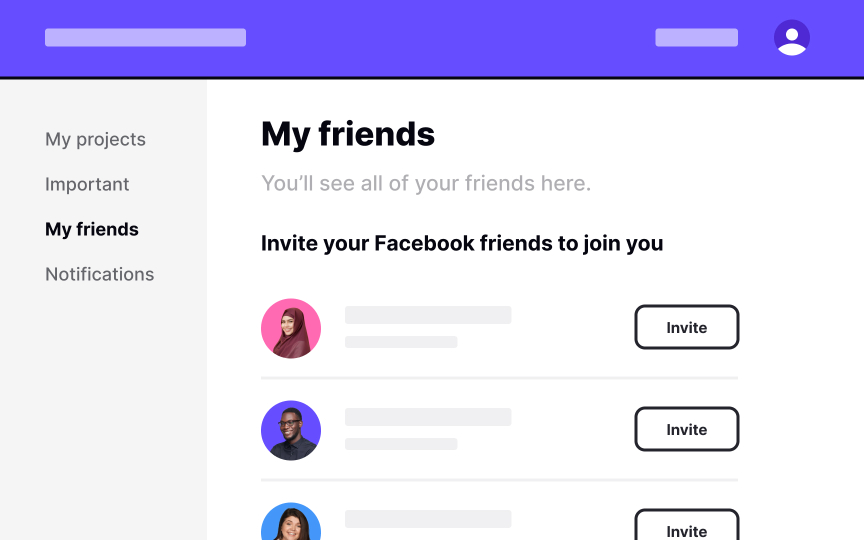 My projects
Important
My friends
Notifications
My friends
You’ll see all of your friends here.
Invite your Facebook friends to join you
Invite
Invite
Invite